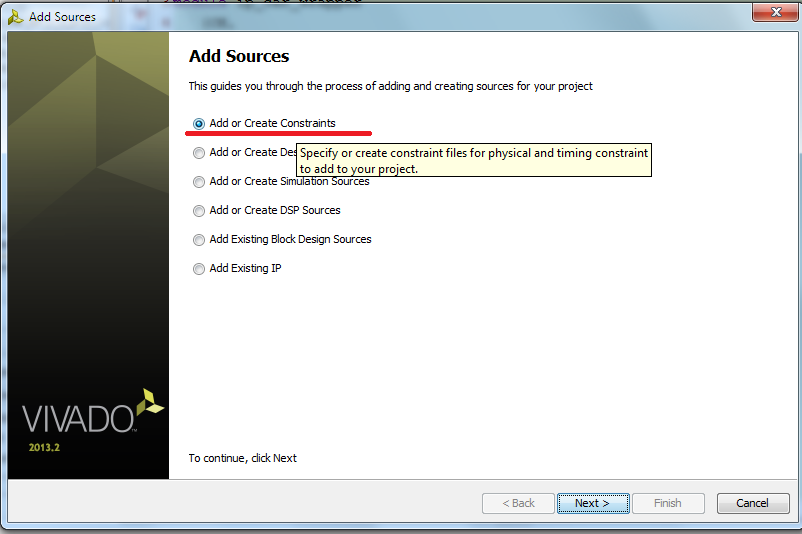 Add Sources
Add Sources
This guides you through the process of adding and creating sources for your project
Add or Create Constraints
Add or Create Des
Specify or create constraint files for physical and timing constraint
to add to your project.
Add or Create Simulation Sources
Add or Create DSP Sources
Add Existing Block Design Sources
Add Existing IP
VIVADO™
2013.2
To continue, click Next
< Back
Next >
Finish
Cancel